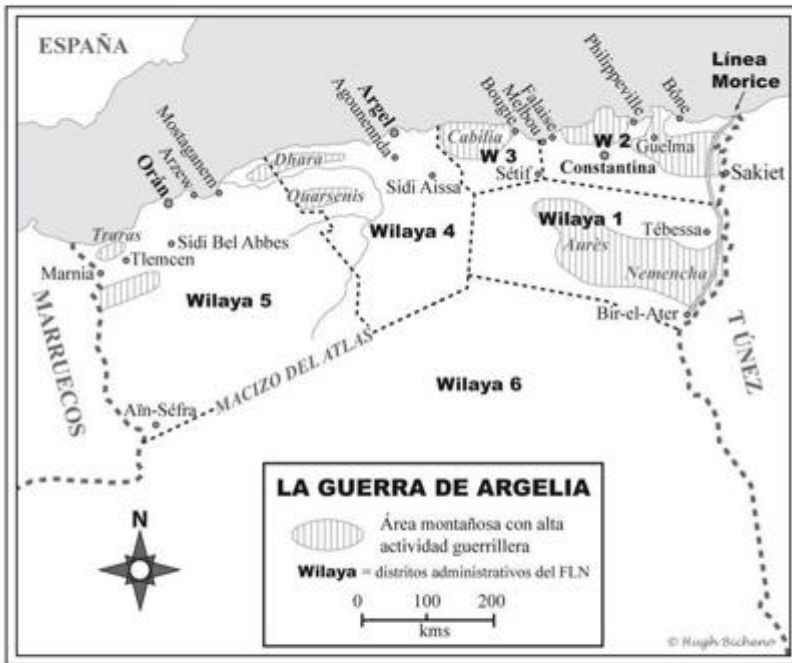 ESPAÑA
Línea
Morice
Philippeville
Bône
Argel
Agounennda
Bougie
Melbou
Falaise
Cabilia
W 3
W 2
Guelma
Sakiet
Mostaganem
Arzew
Orán
Dhara
Sidi Aissa
Sétif
Constantina
Ouarsenis
Wilaya 1
Wilaya 4
Traras
Sidi Bel Abbes
Tlemcen
Marnia
Aurès
Tébessa
Nemencha
Wilaya 5
Bir-el-Ater
MARRUECOS
TÚNEZ
MACIZO DEL ATLAS
Wilaya 6
Aïn-Séfra
N
LA GUERRA DE ARGELIA
Área montañosa con alta
actividad guerrillera
Wilaya = distritos administrativos del FLN
0 100 200
kms
© Hugh Bicheno